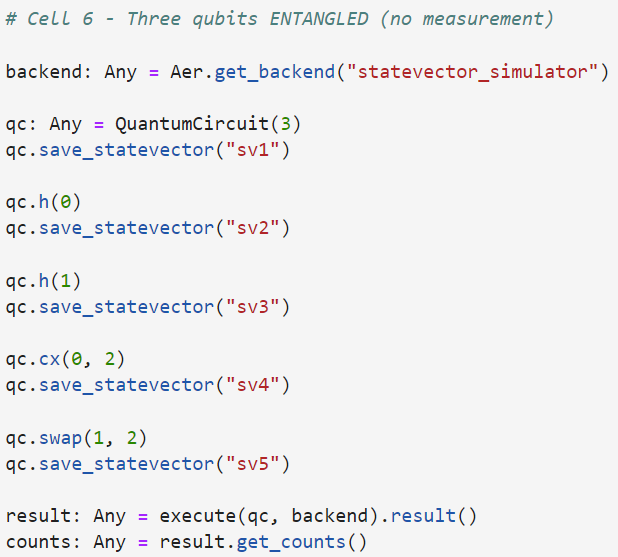 # Cell 6 - Three qubits ENTANGLED (no measurement)
backend: Any = Aer.get_backend("statevector_simulator")
qc: Any = QuantumCircuit(3)
qc.save_statevector("sv1")
qc.h(0)
qc.save_statevector("sv2")
qc.h(1)
qc.save_statevector("sv3")
qc.cx(0, 2)
qc.save_statevector("sv4")
qc.swap(1, 2)
qc.save_statevector("sv5")
result: Any = execute(qc, backend).result()
counts: Any = result.get_counts()